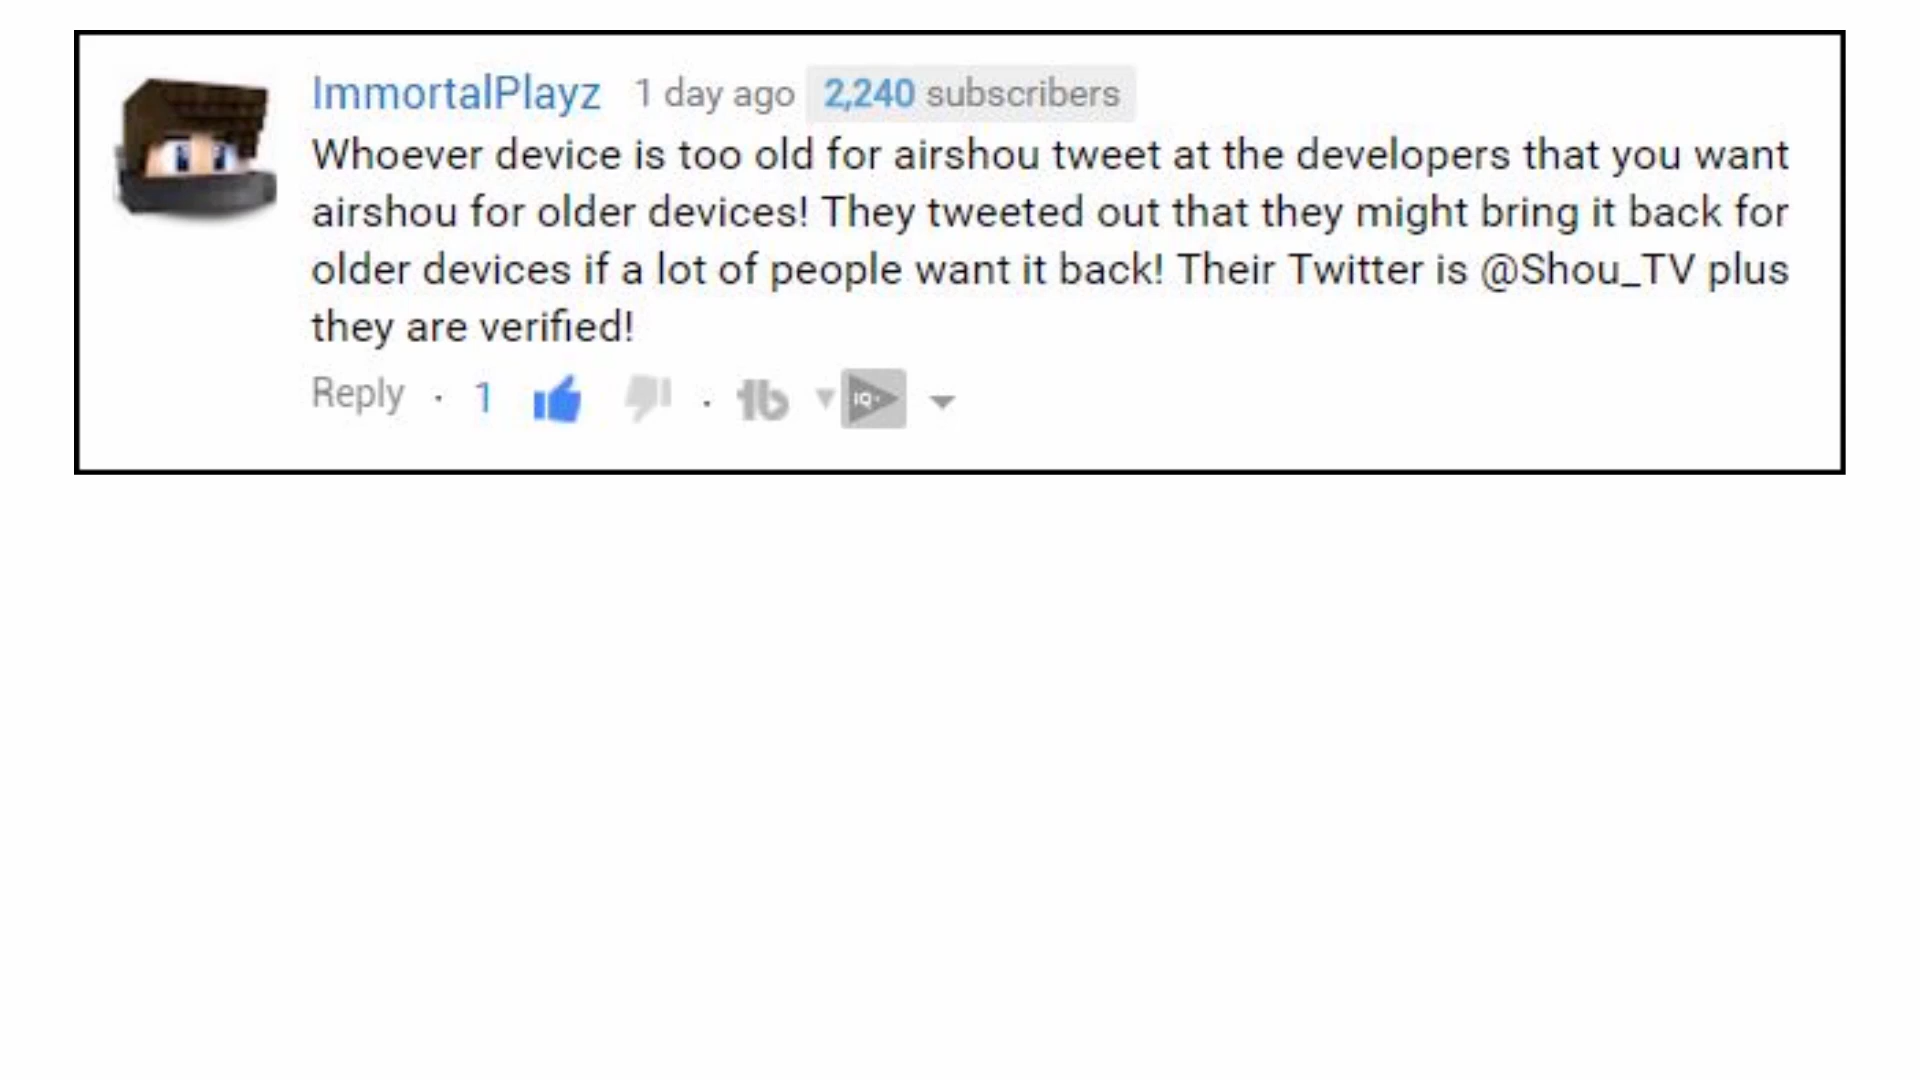 ImmortalPlayz 1 day ago 2,240 subscribers
Whoever device is too old for airshou tweet at the developers that you want
airshou for older devices! They tweeted out that they might bring it back for
older devices if a lot of people want it back! Their Twitter is @Shou_TV plus
they are verified!
Reply · 1 · tb IQ